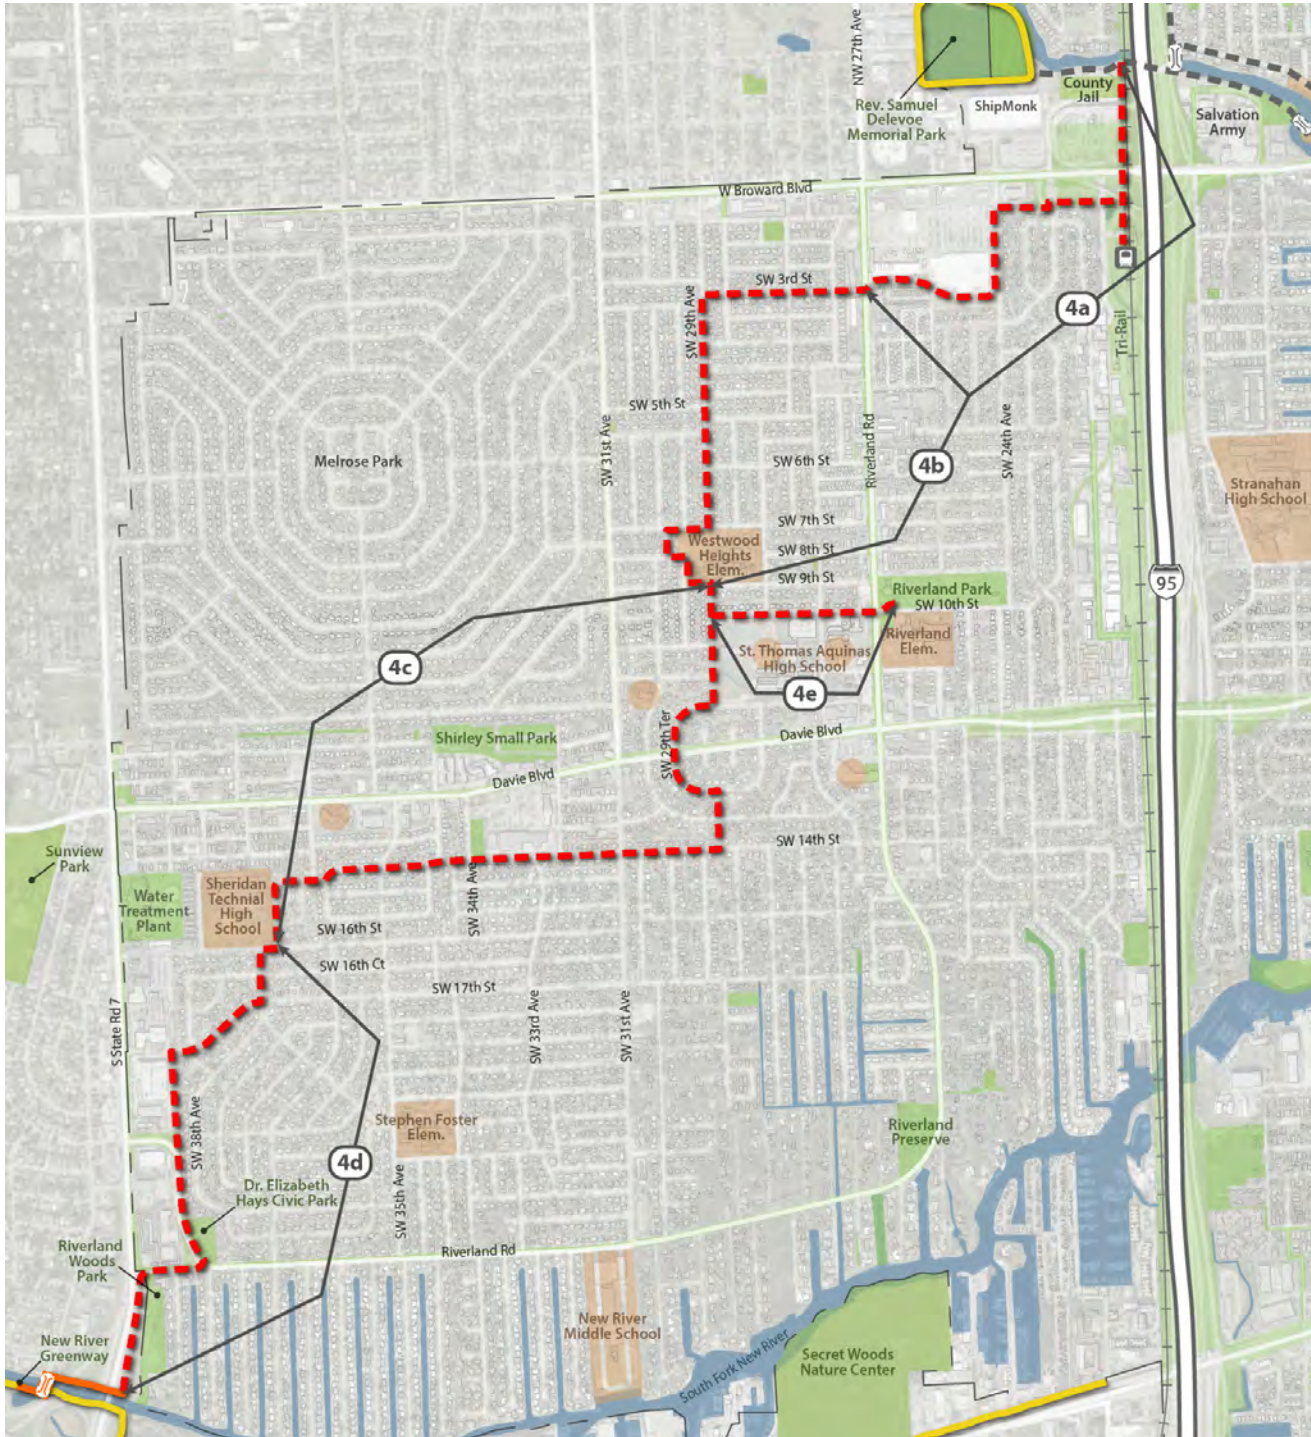 NW 27th Ave
Rev. Samuel
Delevoe
Memorial Park
ShipMonk
County
Jail
Salvation
Army
W Broward Blvd
SW 3rd St
4a
SW 29th Ave
Tri-Rail
SW 5th St
SW 31st Ave
Riverland Rd
SW 24th Ave
Melrose Park
SW 6th St
4b
Stranahan
High School
SW 7th St
Westwood
Heights
Elem.
SW 8th St
SW 9th St
95
Riverland Park
SW 10th St
Riverland
Elem.
St. Thomas Aquinas
High School
4c
4e
Shirley Small Park
SW 29th Ter
Davie Blvd
Davie Blvd
SW 14th St
Sunview
Park
Water
Treatment
Plant
Sheridan
Technial
High
School
SW 34th Ave
SW 16th St
SW 16th Ct
SW 17th St
S State Rd 7
SW 33rd Ave
SW 31st Ave
SW 38th Ave
Stephen Foster
Elem.
Riverland
Preserve
4d
Dr. Elizabeth
Hays Civic Park
SW 35th Ave
Riverland
Woods
Park
Riverland Rd
New River
Middle School
New River
Greenway
South Fork New River
Secret Woods
Nature Center